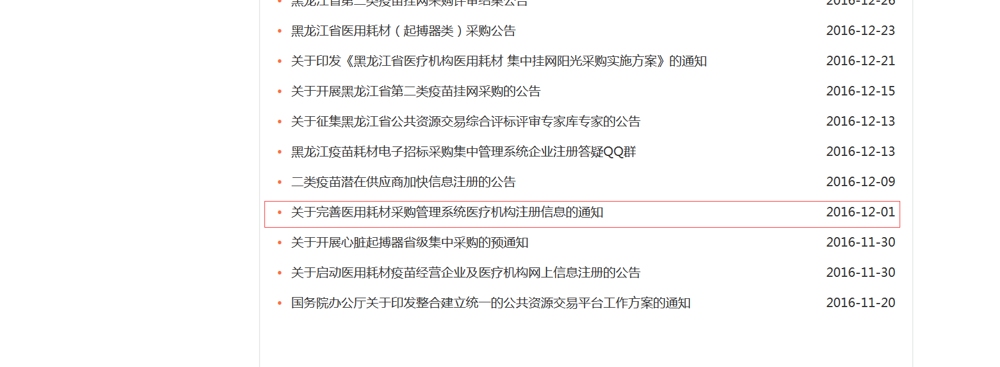 黑龙江省第二类疫苗挂网采购评审结果公告 2016-12-26
黑龙江省医用耗材（起搏器类）采购公告 2016-12-23
关于印发《黑龙江省医疗机构医用耗材 集中挂网阳光采购实施方案》的通知 2016-12-21
关于开展黑龙江省第二类疫苗挂网采购的公告 2016-12-15
关于征集黑龙江省公共资源交易综合评标评审专家库专家的公告 2016-12-13
黑龙江疫苗耗材电子招标采购集中管理系统企业注册答疑QQ群 2016-12-13
二类疫苗潜在供应商加快信息注册的公告 2016-12-09
关于完善医用耗材采购管理系统医疗机构注册信息的通知 2016-12-01
关于开展心脏起搏器省级集中采购的预通知 2016-11-30
关于启动医用耗材疫苗经营企业及医疗机构网上信息注册的公告 2016-11-30
国务院办公厅关于印发整合建立统一的公共资源交易平台工作方案的通知 2016-11-20